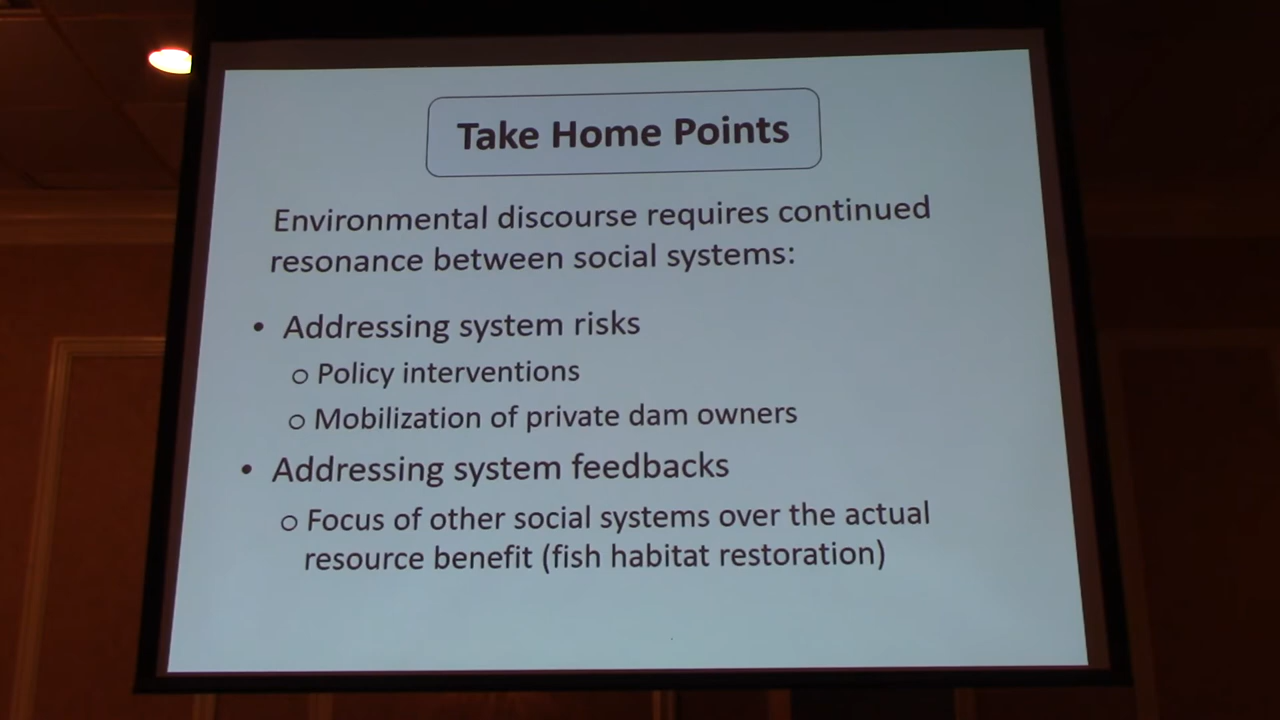 Take Home Points
Environmental discourse requires continued
resonance between social systems:
• Addressing system risks
o Policy interventions
o Mobilization of private dam owners
• Addressing system feedbacks
o Focus of other social systems over the actual
resource benefit (fish habitat restoration)